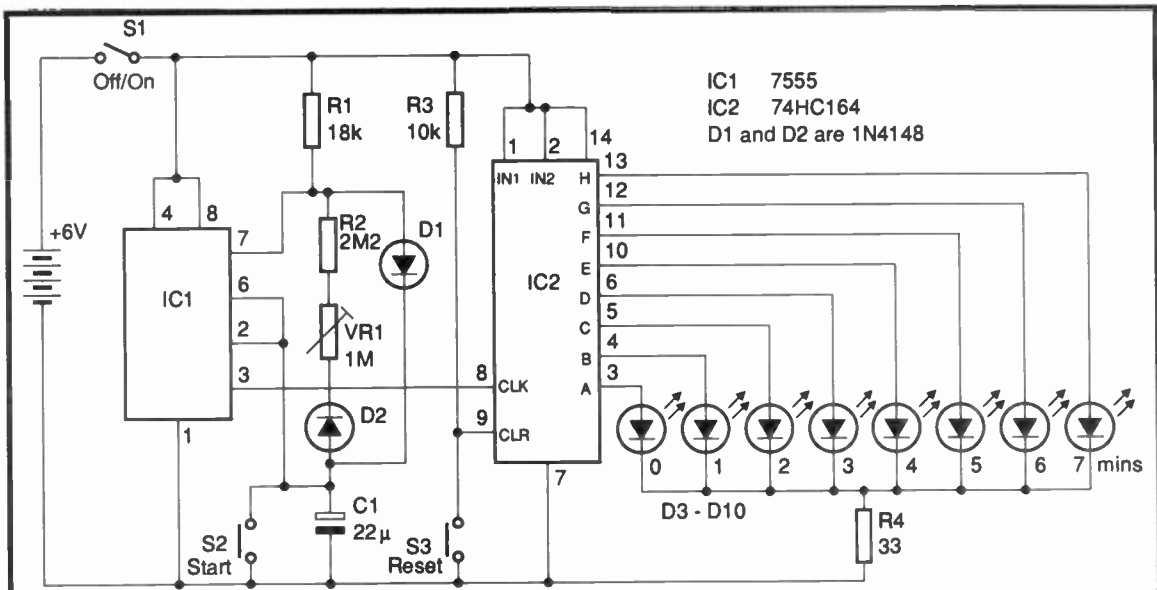 S1
Off/On
+6V
R1
18k
R3
10k
IC1 7555
IC2 74HC164
D1 and D2 are 1N4148
4
8
7
6
2
3
1
IC1
R2
2M2
VR1
1M
D1
D2
C1
22µ
S2
Start
S3
Reset
1
2
14
IN1
IN2
IC2
8
CLK
9
CLR
7
H
13
G
12
F
11
E
10
D
6
C
5
B
4
A
3
0
1
2
3
4
5
6
7 mins
D3 - D10
R4
33